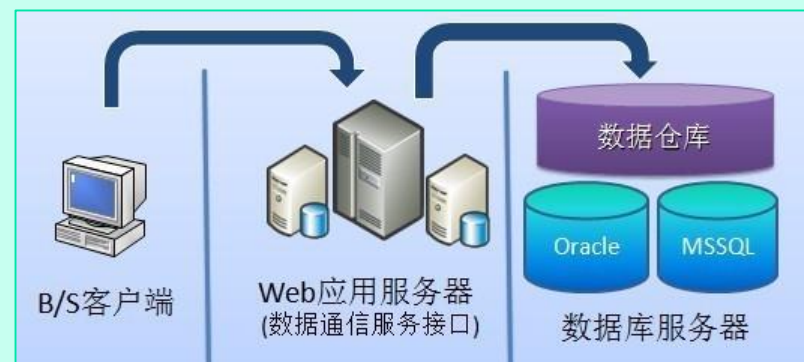 B/S客户端
Web应用服务器
(数据通信服务接口)
数据仓库
Oracle
MSSQL
数据库服务器